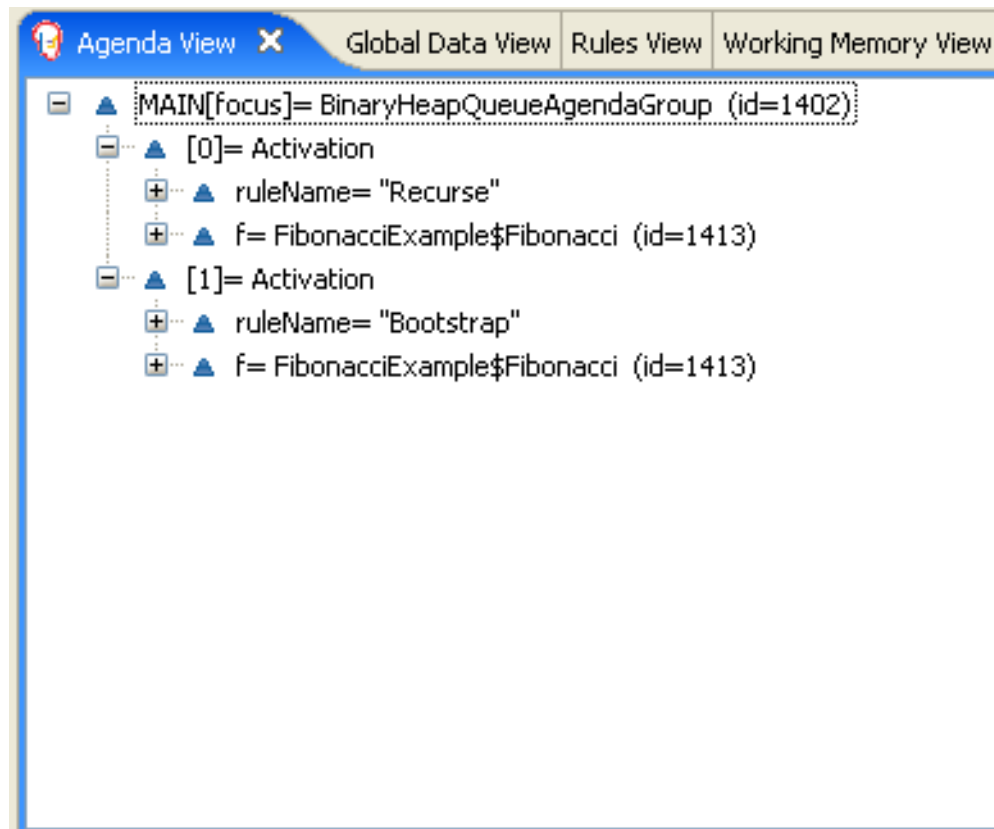 Agenda View Global Data View Rules View Working Memory View
MAIN[focus]= BinaryHeapQueueAgendaGroup (id=1402)
[0]= Activation
ruleName= "Recurse"
f= FibonacciExample$Fibonacci (id=1413)
[1]= Activation
ruleName= "Bootstrap"
f= FibonacciExample$Fibonacci (id=1413)